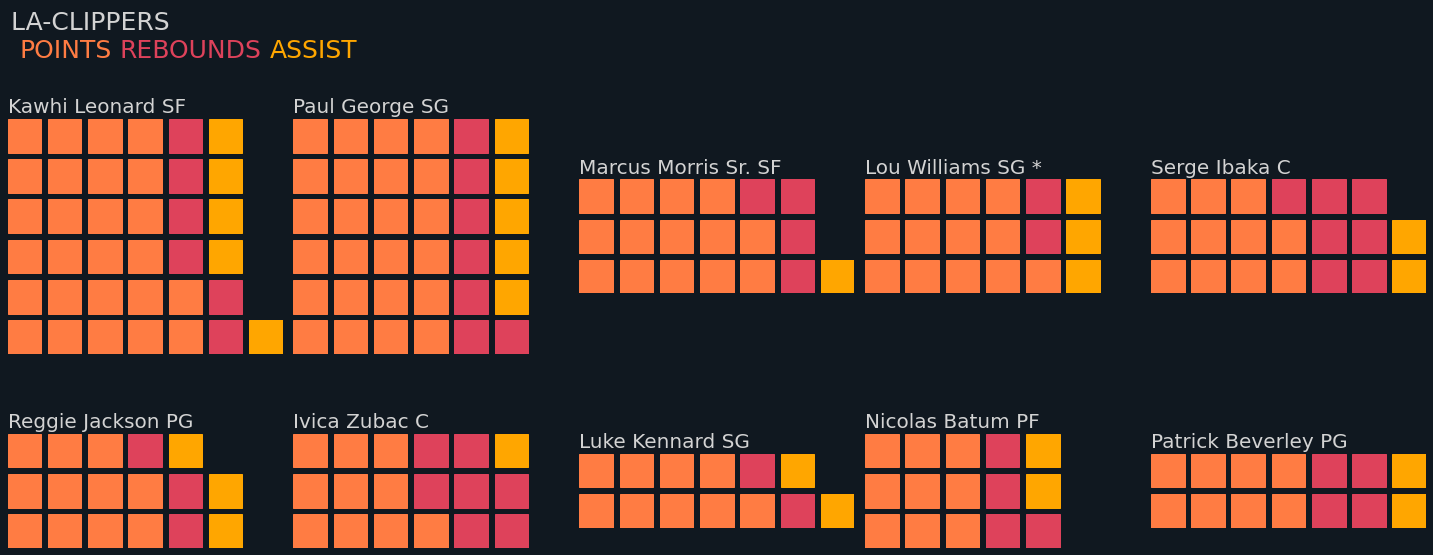 LA-CLIPPERS
POINTS REBOUNDS ASSIST
Kawhi Leonard SF
Paul George SG
Marcus Morris Sr. SF
Lou Williams SG *
Serge Ibaka C
Reggie Jackson PG
Ivica Zubac C
Luke Kennard SG
Nicolas Batum PF
Patrick Beverley PG